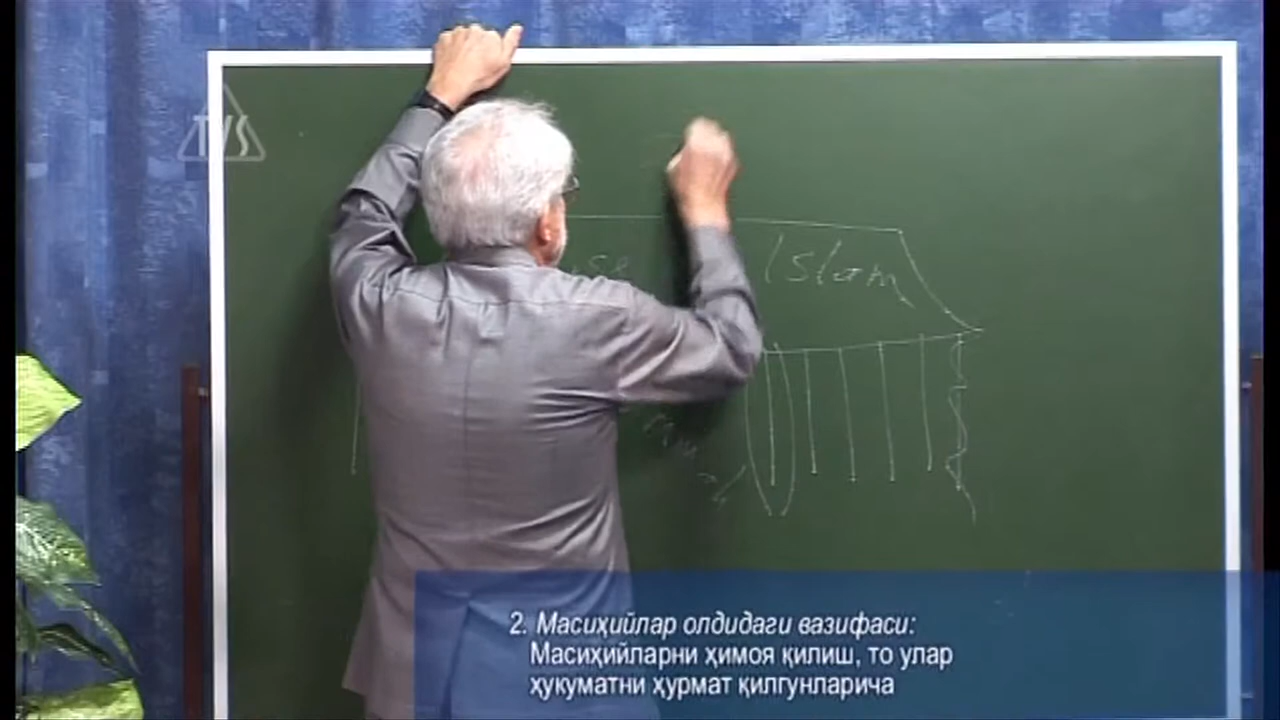 TVS
Islam
2. Масиҳийлар олдидаги вазифаси:
Масиҳийларни ҳимоя қилиш, то улар
ҳукуматни ҳурмат қилгунларича